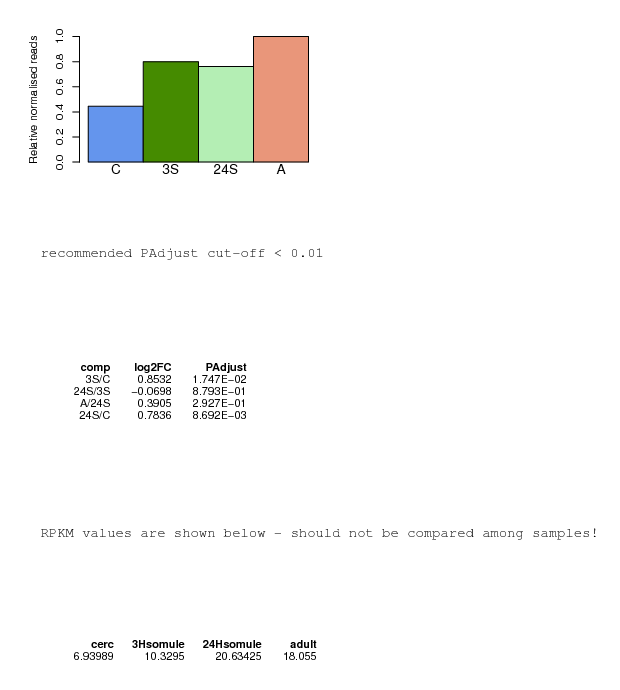 Relative normalised reads
1.0
0.8
0.6
0.4
0.2
0.0
C 3S 24S A
recommended PAdjust cut-off < 0.01
comp log2FC PAdjust
3S/C 0.8532 1.747E−02
24S/3S −0.0698 8.793E−01
A/24S 0.3905 2.927E−01
24S/C 0.7836 8.692E−03
RPKM values are shown below - should not be compared among samples!
cerc 3Hsomule 24Hsomule adult
6.93989 10.3295 20.63425 18.055